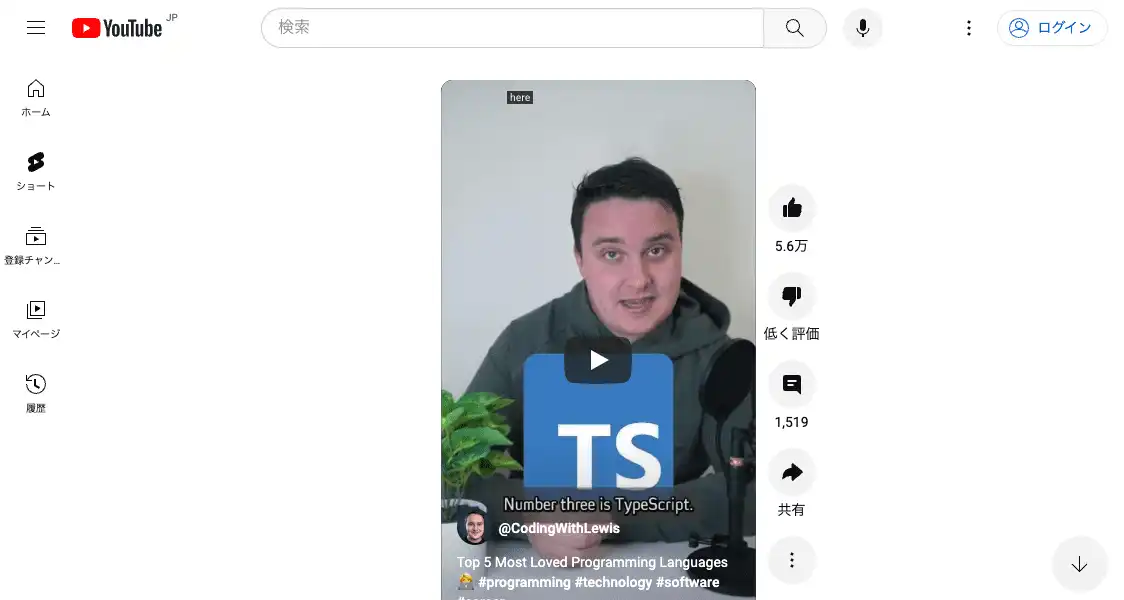 YouTube JP
検索
ログイン
ホーム
ショート
登録チャン...
マイページ
履歴
here
TS
Number three is TypeScript.
@CodingWithLewis
Top 5 Most Loved Programming Languages
#programming #technology #software
#career
5.6万
低く評価
1,519
共有